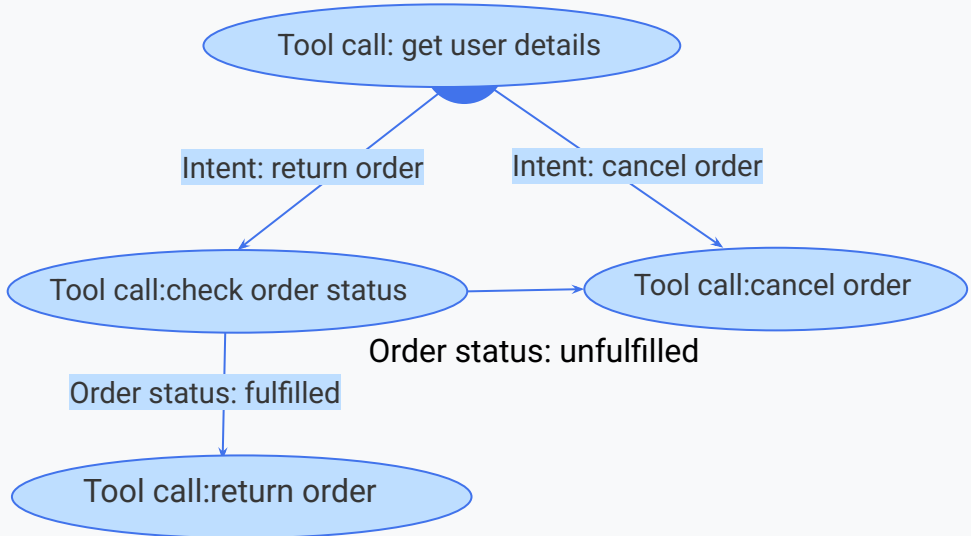 Tool call: get user details
Intent: return order
Intent: cancel order
Tool call:check order status
Tool call:cancel order
Order status: unfulfilled
Order status: fulfilled
Tool call:return order